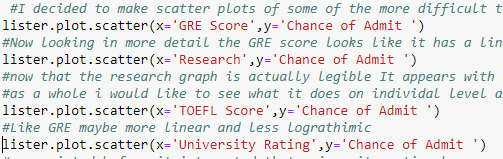 #I decided to make scatter plots of some of the more difficult t
lister.plot.scatter(x='GRE Score',y='Chance of Admit ')
#Now looking in more detail the GRE score looks like it has a lin
lister.plot.scatter(x='Research',y='Chance of Admit ')
#now that the research graph is actually legible It appears with
#as a whole i would like to see what it does on individal level a
lister.plot.scatter(x='TOEFL Score',y='Chance of Admit ')
#Like GRE maybe more linear and less lograthimic
lister.plot.scatter(x='University Rating',y='Chance of Admit ')